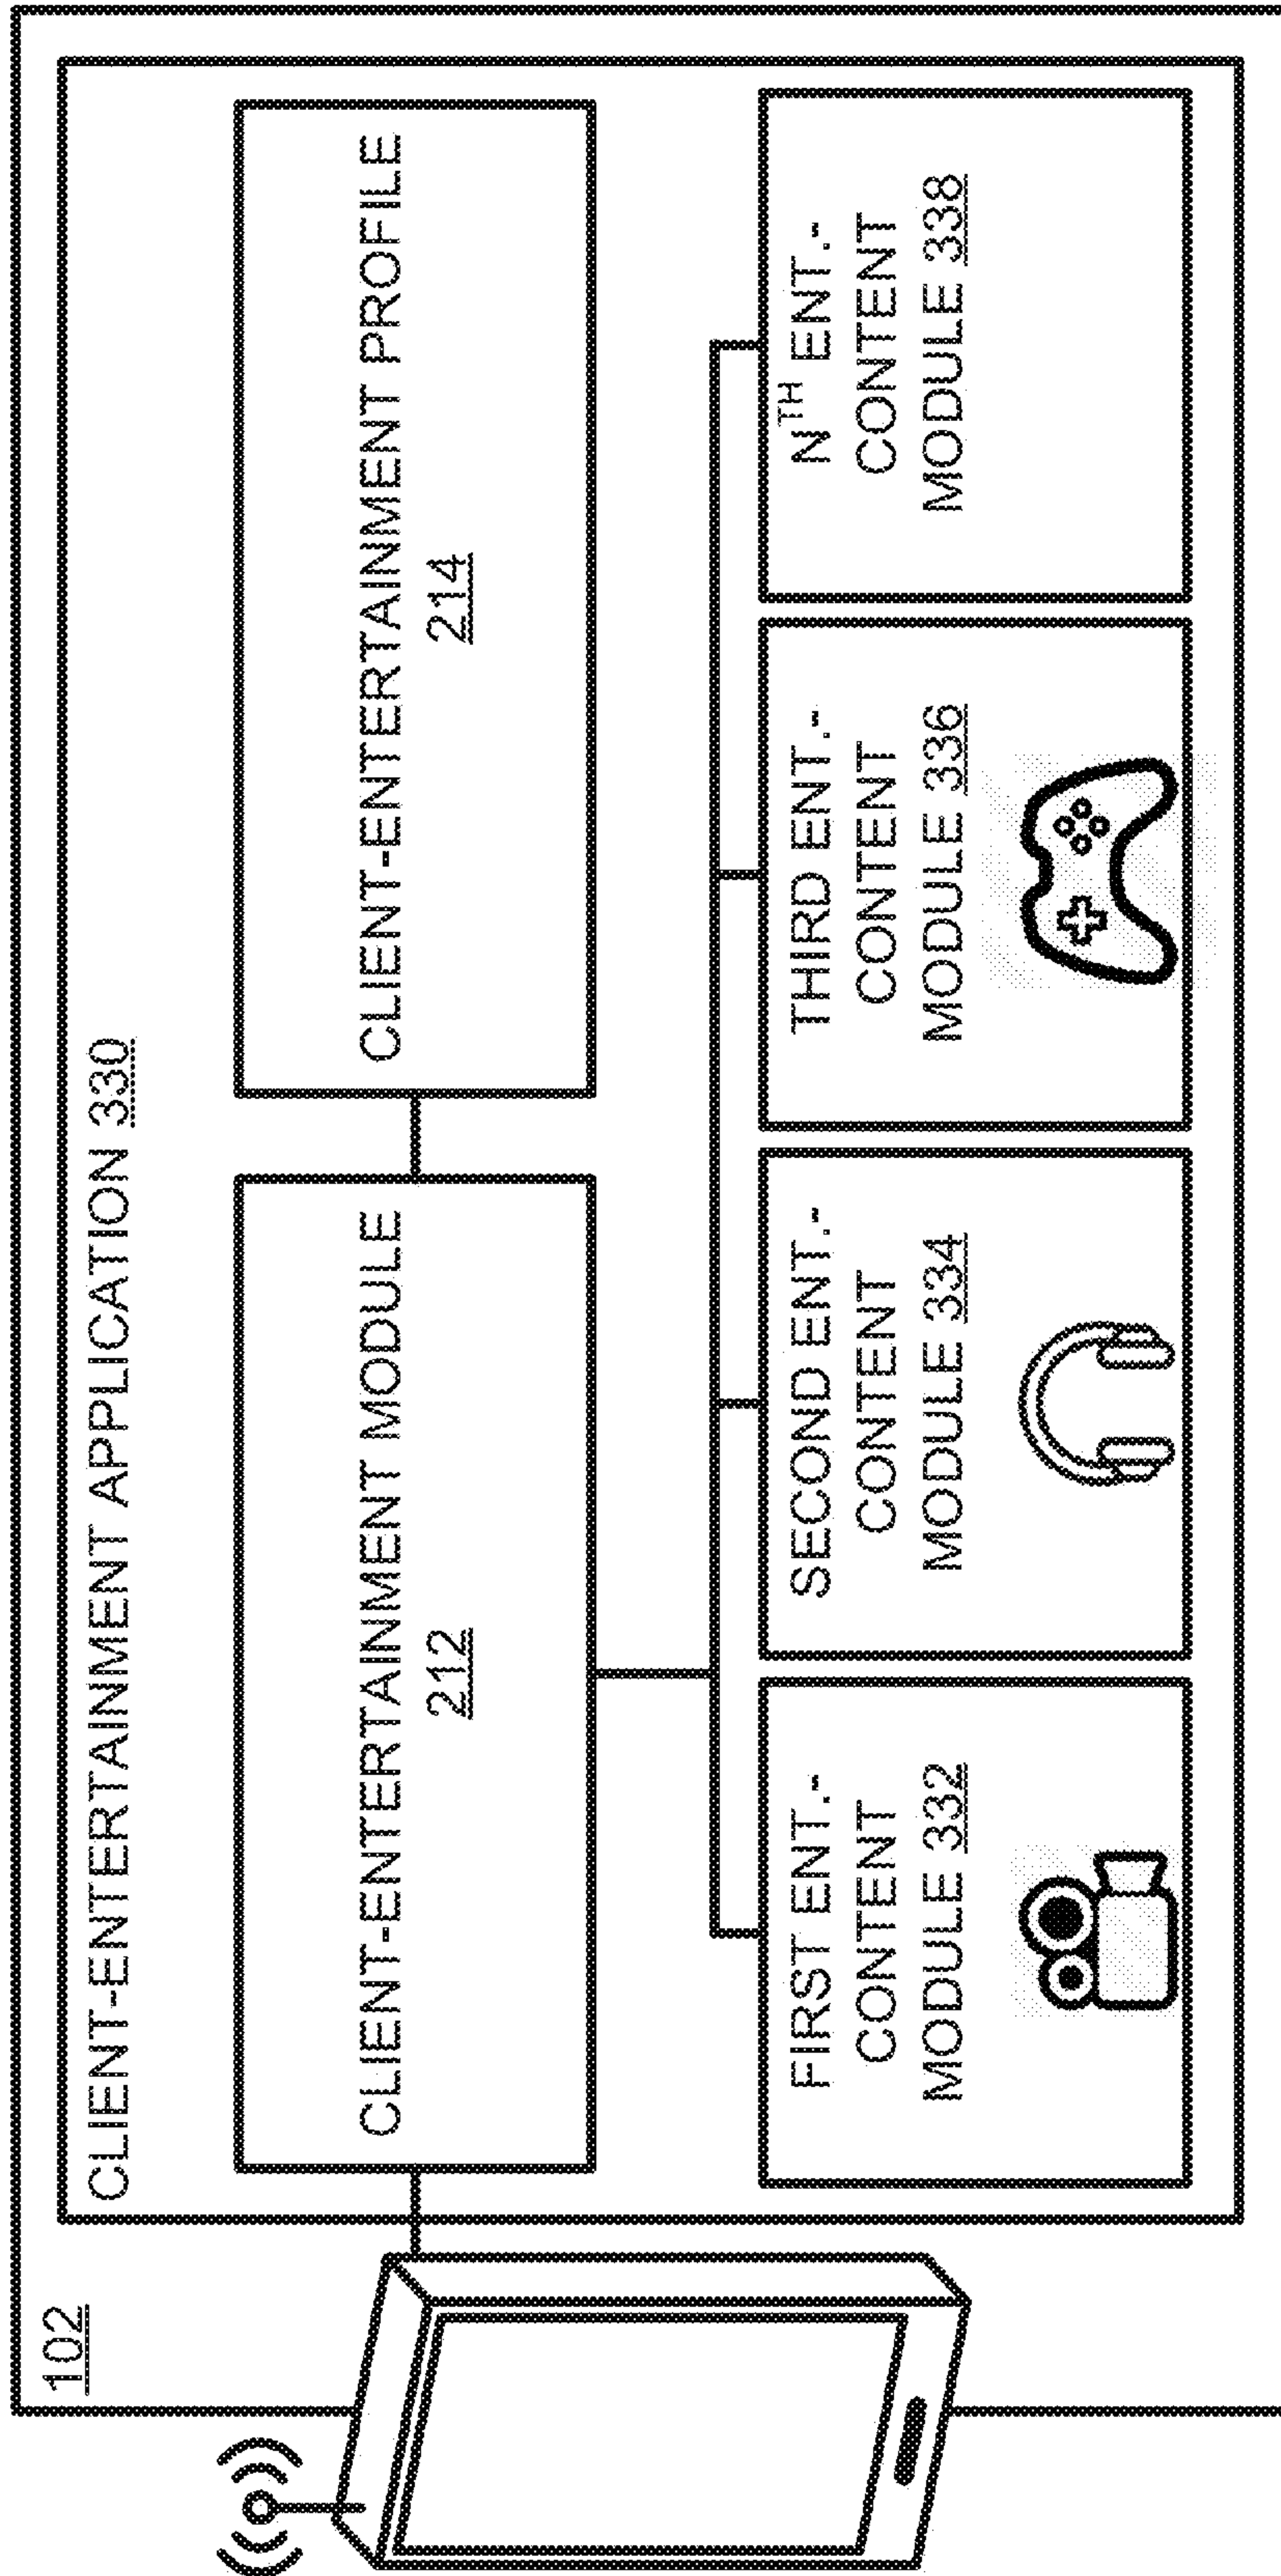 102
CLIENT-ENTERTAINMENT APPLICATION 330
CLIENT-ENTERTAINMENT MODULE
212
CLIENT-ENTERTAINMENT PROFILE
214
FIRST ENT.-
CONTENT
MODULE 332
SECOND ENT.-
CONTENT
MODULE 334
THIRD ENT.-
CONTENT
MODULE 336
NTH ENT.-
CONTENT
MODULE 338